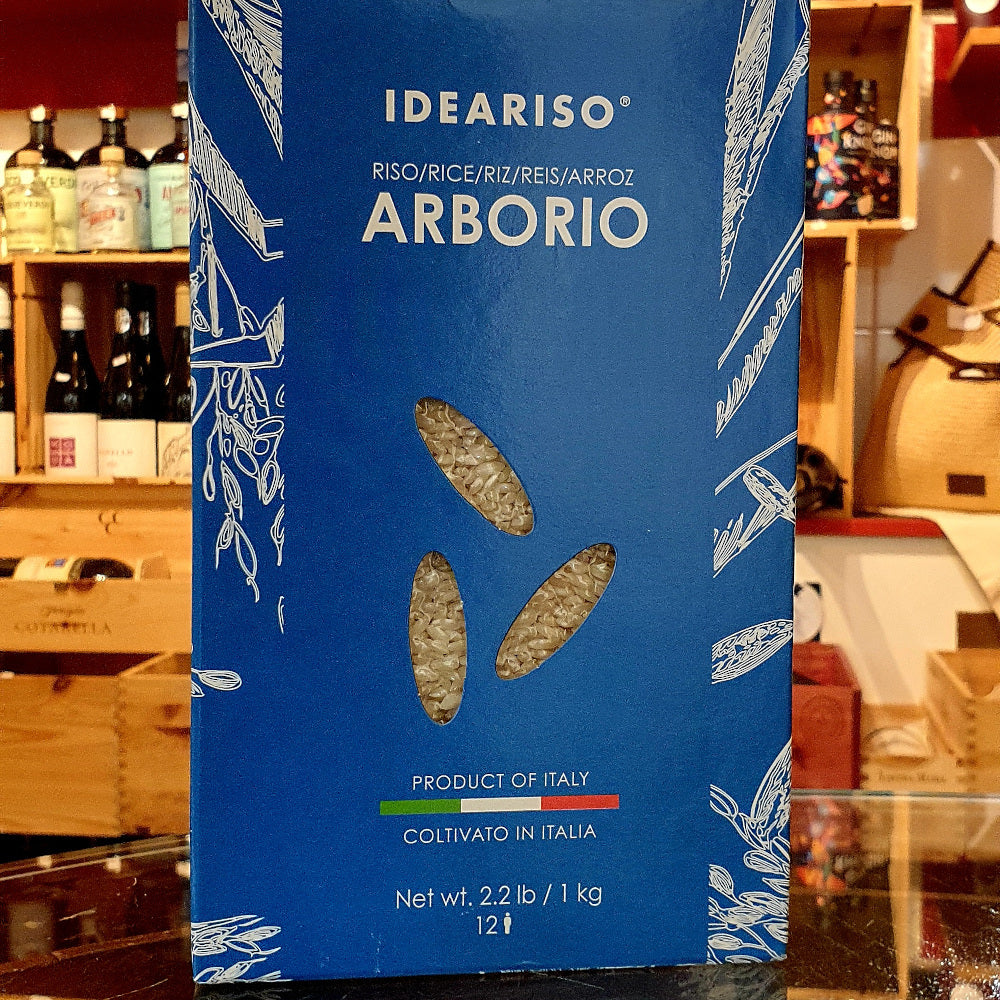 IDEARISO®
RISO/RICE/RIZ/REIS/ARROZ
ARBORIO
PRODUCT OF ITALY
COLTIVATO IN ITALIA
Net wt. 2.2 lb / 1 kg
12
COTARELLA